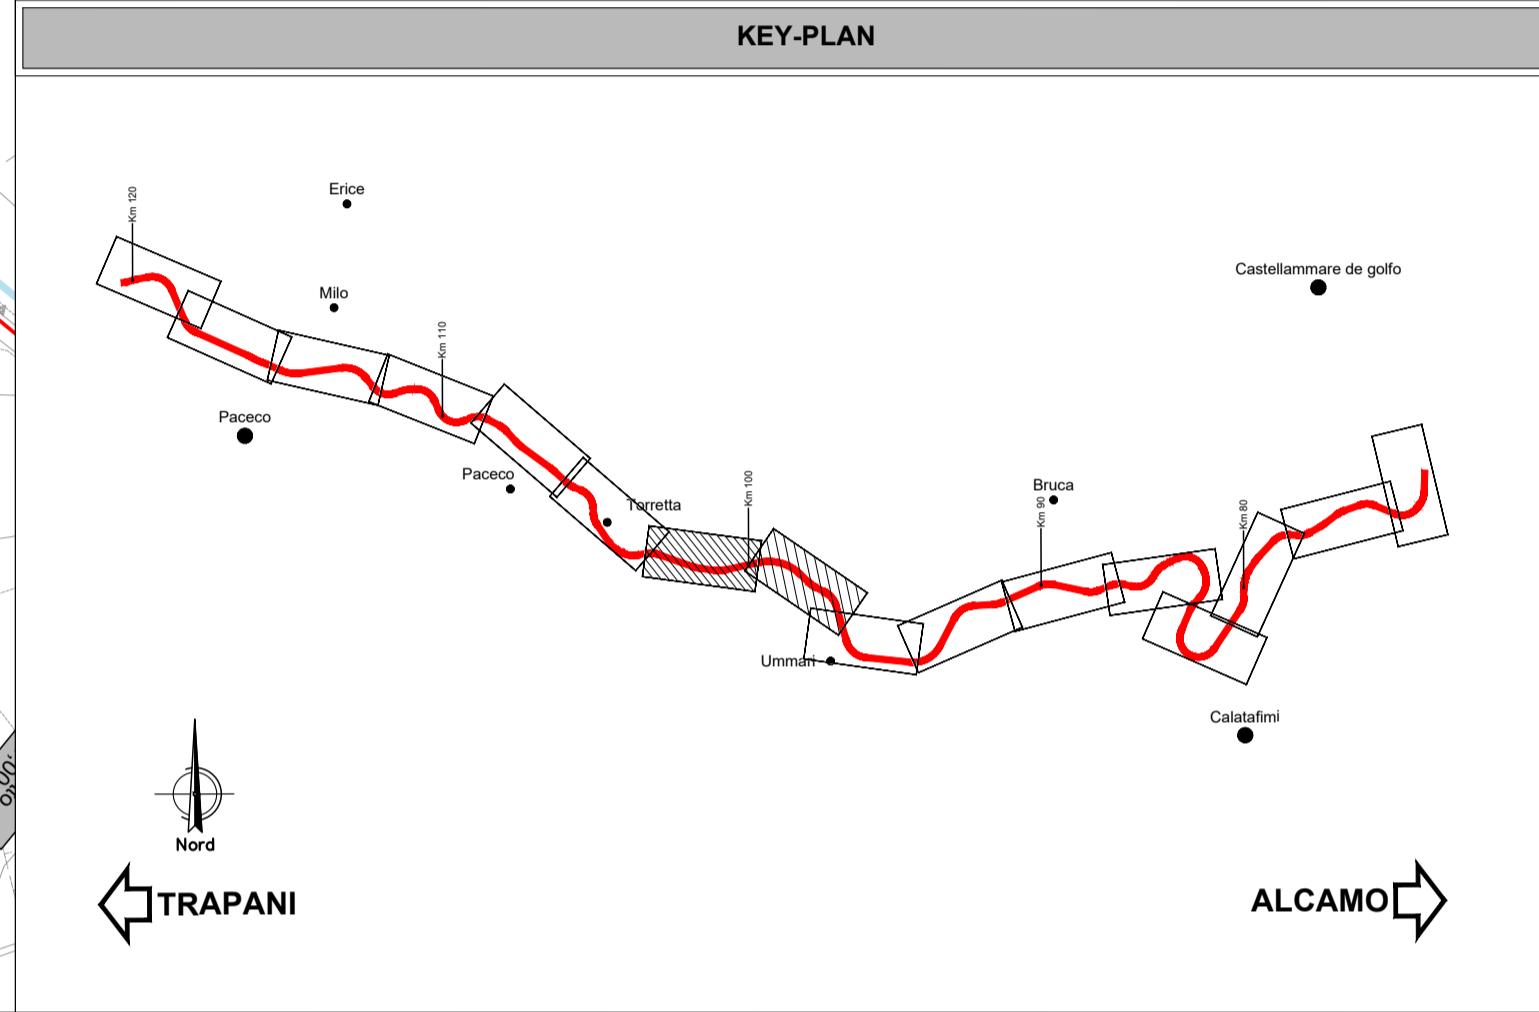 KEY-PLAN
Km 120
Erice
Castellammare de golfo
Milo
Km 110
Paceco
Paceco
Torretta
Km 100
Bruca
Km 90
Km 80
Ummari
Calatafimi
Nord
TRAPANI
ALCAMO